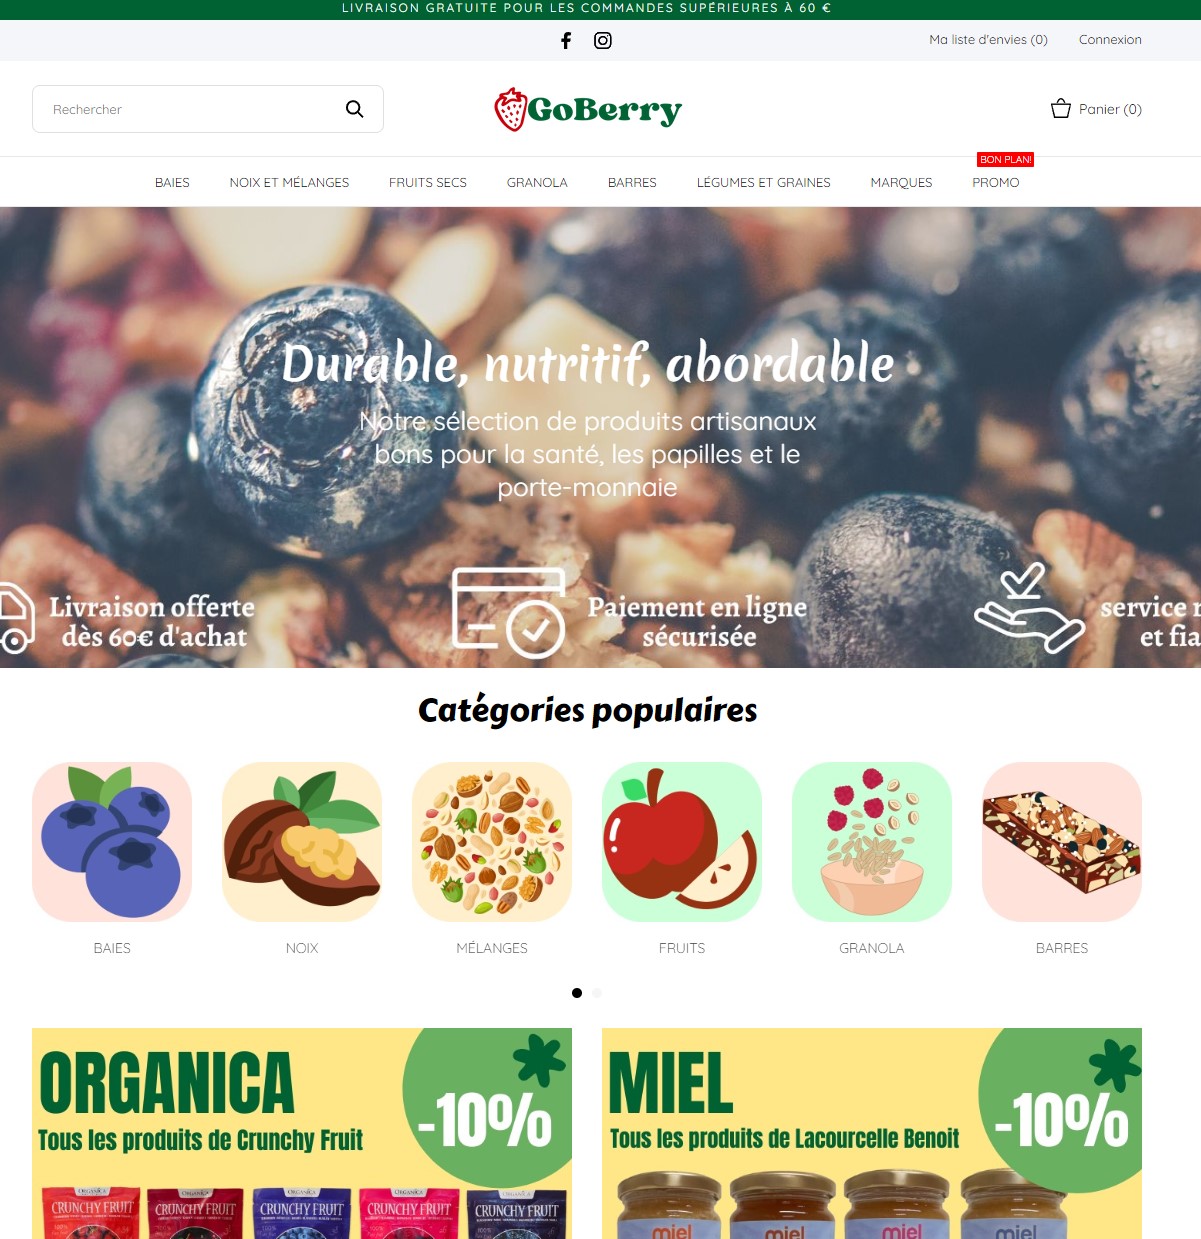 LIVRAISON GRATUITE POUR LES COMMANDES SUPÉRIEURES À 60 €
Ma liste d'envies (0)
Connexion
Rechercher
GoBerry
Panier (0)
BON PLAN!
BAIES
NOIX ET MÉLANGES
FRUITS SECS
GRANOLA
BARRES
LÉGUMES ET GRAINES
MARQUES
PROMO
Durable, nutritif, abordable
Notre sélection de produits artisanaux
bons pour la santé, les papilles et le
porte-monnaie
Livraison offerte
dès 60€ d'achat
Paiement en ligne
sécurisée
service
et
Catégories populaires
BAIES
NOIX
MÉLANGES
FRUITS
GRANOLA
BARRES
ORGANICA
-10%
Tous les produits de Crunchy Fruit
ORGANICA
CRUNCHY FRUIT
ORGANICA
CRUNCHY FRUIT
ORGANICA
CRUNCHY FRUIT
ORGANICA
CRUNCHY FRUIT
ORGANICA
CRUNCHY FRUIT
MIEL
-10%
Tous les produits de Lacourcelle Benoit
miel
miel
miel
miel